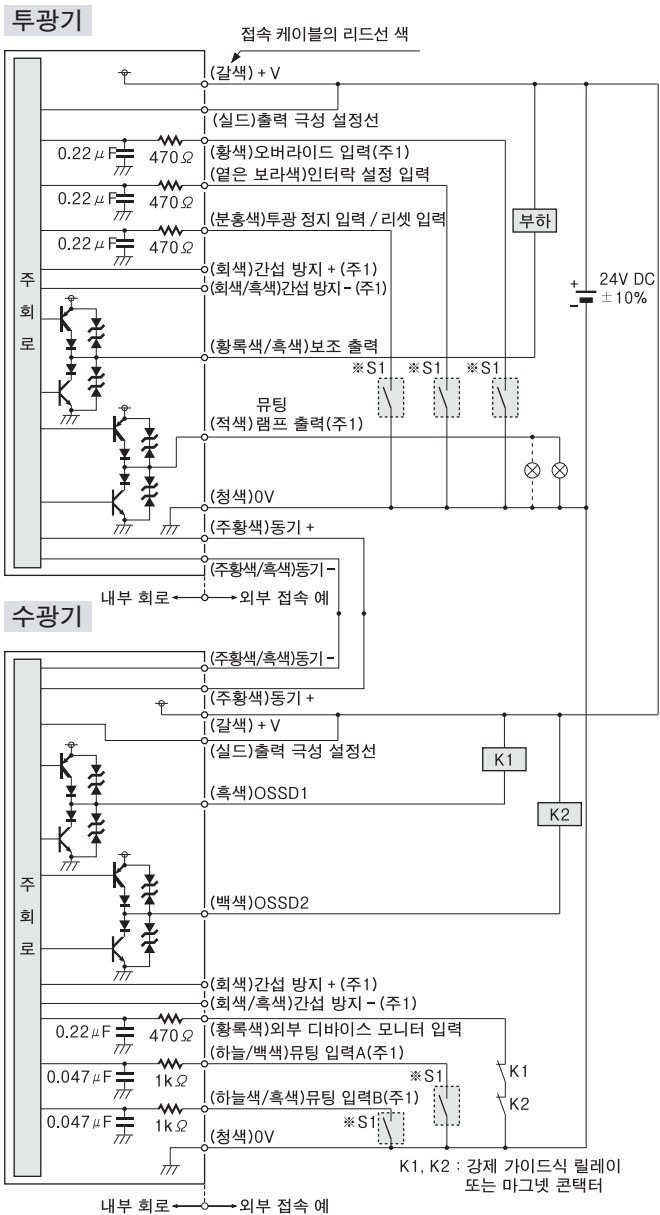 투광기
접속 케이블의 리드선 색
(갈색) + V
(실드)출력 극성 설정선
0.22 μF
470Ω
(황색)오버라이드 입력(주1)
0.22 μF
470Ω
(옅은 보라색)인터락 설정 입력
0.22 μF
470Ω
(분홍색)투광 정지 입력 / 리셋 입력
부하
(회색)간섭 방지 + (주1)
(회색/흑색)간섭 방지 – (주1)
24V DC
±10%
+
–
주
회
로
(황록색/흑색)보조 출력
※S1
※S1
※S1
뮤팅
(적색)램프 출력(주1)
(청색)0V
(주황색)동기 +
(주황색/흑색)동기 –
내부 회로
외부 접속 예
수광기
(주황색/흑색)동기 –
(주황색)동기 +
(갈색) + V
(실드)출력 극성 설정선
K1
(흑색)OSSD1
K2
주
회
로
(백색)OSSD2
(회색)간섭 방지 + (주1)
(회색/흑색)간섭 방지 – (주1)
0.22 μF
470Ω
(황록색)외부 디바이스 모니터 입력
0.047 μF
1kΩ
(하늘/백색)뮤팅 입력A(주1)
※S1
K1
K2
0.047 μF
1kΩ
(하늘색/흑색)뮤팅 입력B(주1)
※S1
(청색)0V
K1, K2 : 강제 가이드식 릴레이
또는 마그넷 콘택터
내부 회로
외부 접속 예